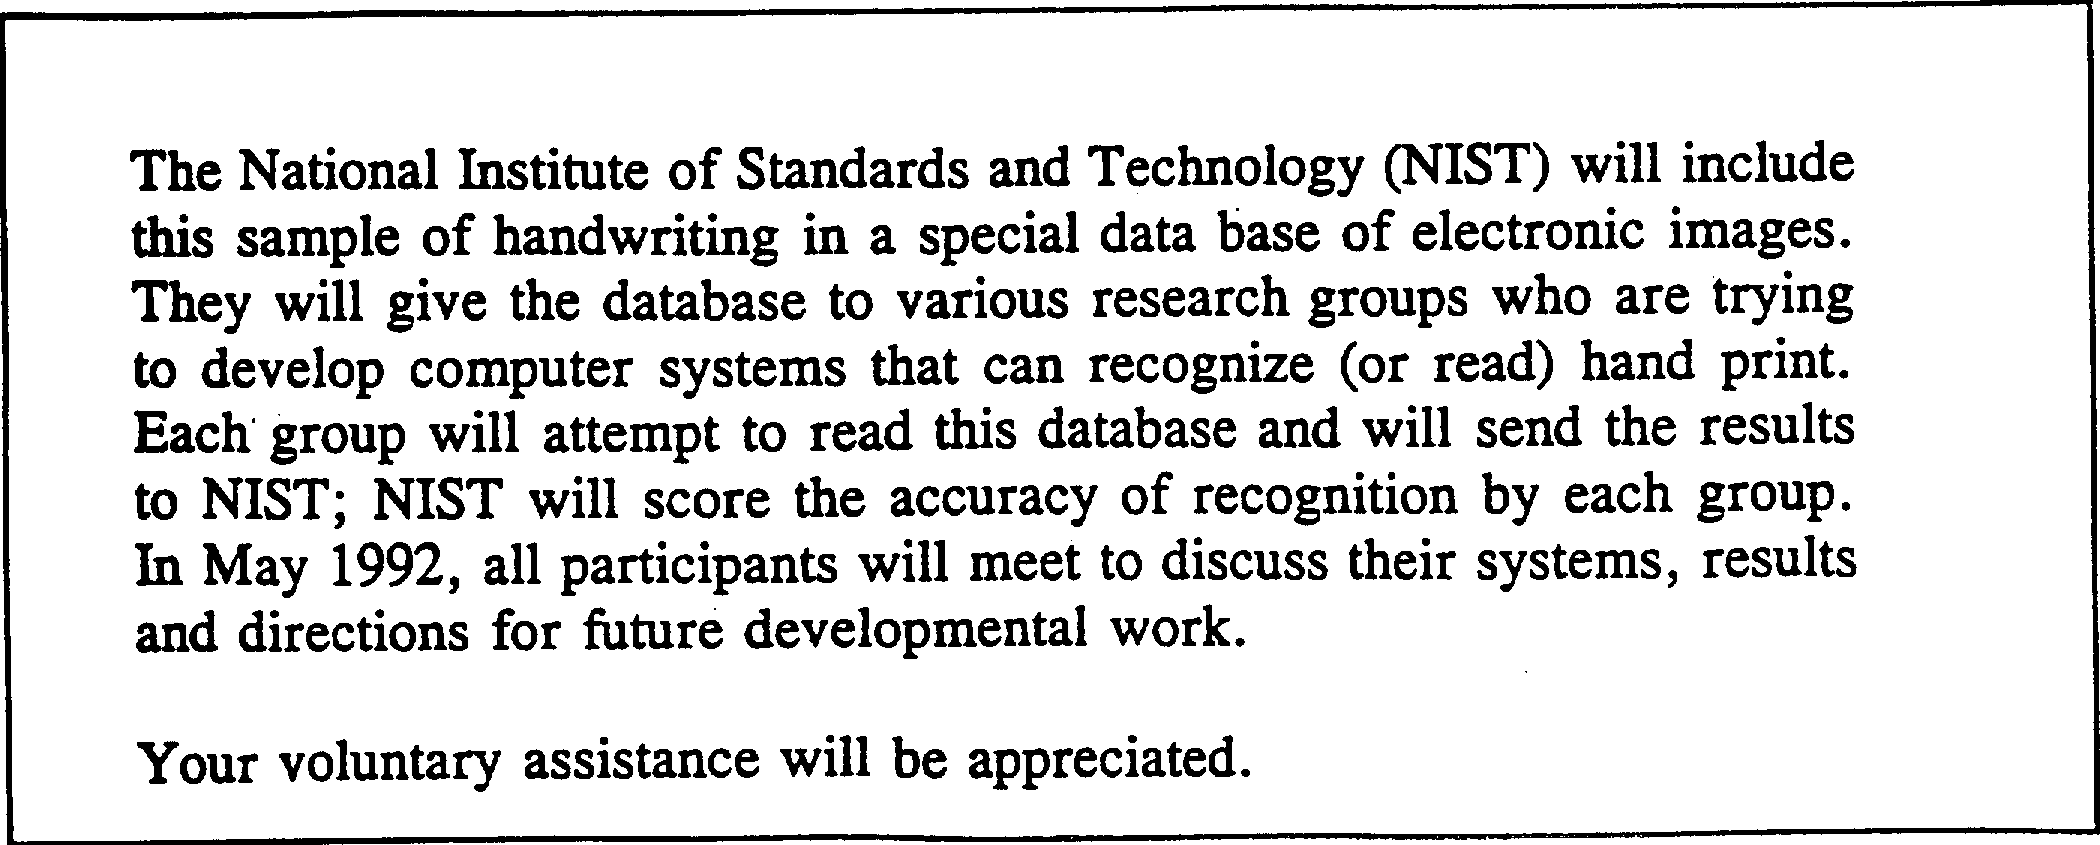 The National Institute of Standards and Technology (NIST) will include
this sample of handwriting in a special data base of electronic images.
They will give the database to various research groups who are trying
to develop computer systems that can recognize (or read) hand print.
Each group will attempt to read this database and will send the results
to NIST; NIST will score the accuracy of recognition by each group.
In May 1992, all participants will meet to discuss their systems, results
and directions for future developmental work.
Your voluntary assistance will be appreciated.